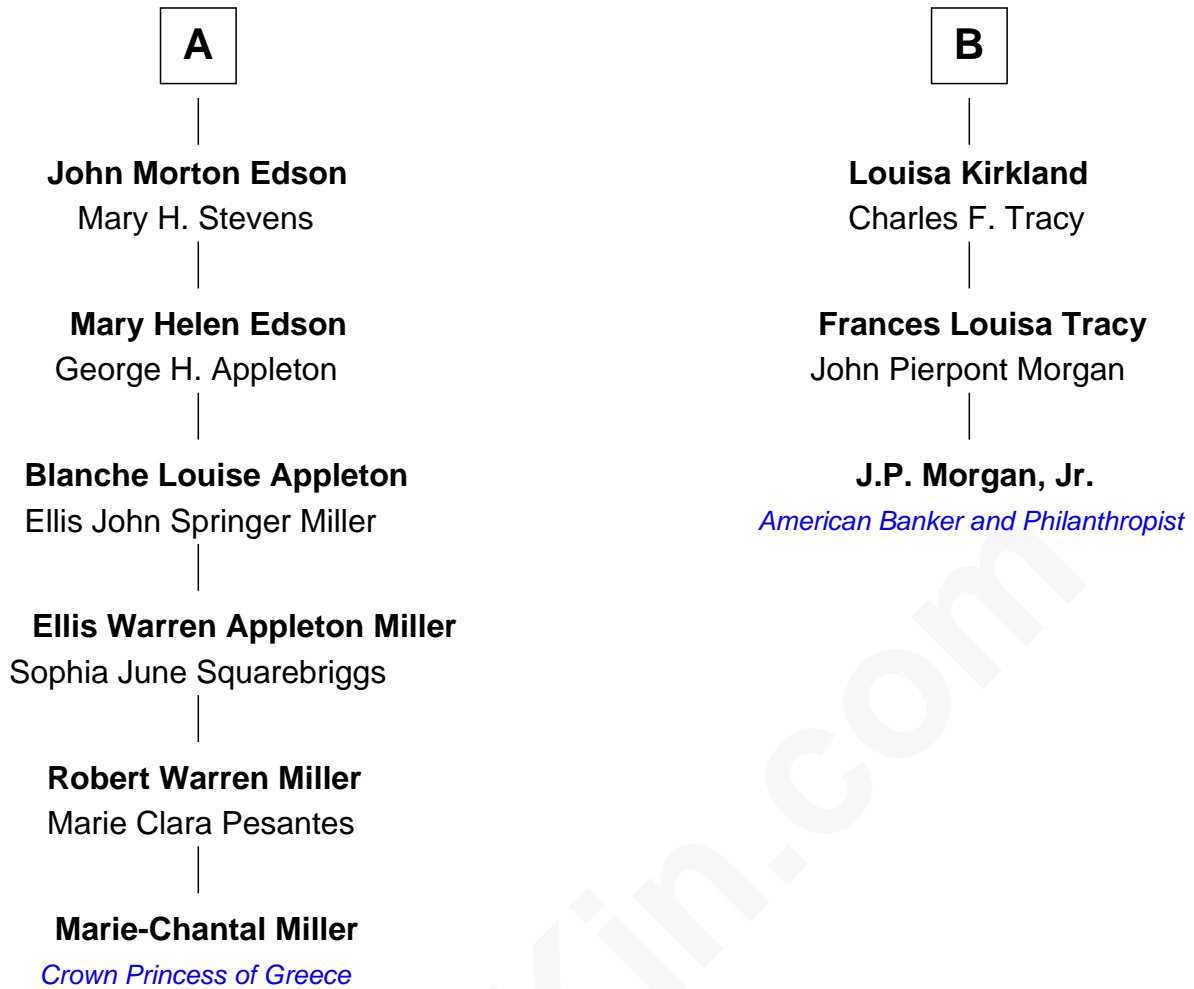 A
John Morton Edson
Mary H. Stevens
Mary Helen Edson
George H. Appleton
Blanche Louise Appleton
Ellis John Springer Miller
Ellis Warren Appleton Miller
Sophia June Squarebriggs
Robert Warren Miller
Marie Clara Pesantes
Marie-Chantal Miller
Crown Princess of Greece
B
Louisa Kirkland
Charles F. Tracy
Frances Louisa Tracy
John Pierpont Morgan
J.P. Morgan, Jr.
American Banker and Philanthropist
Kin.com